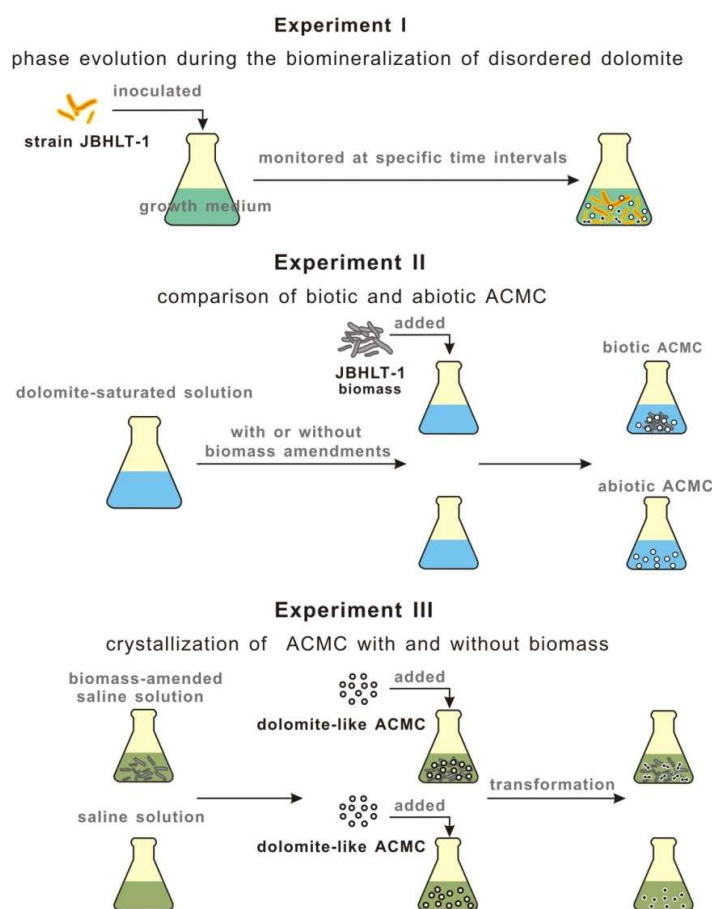 Experiment I
phase evolution during the biomineralization of disordered dolomite
inoculated
strain JBHLT-1
monitored at specific time intervals
growth medium
Experiment II
comparison of biotic and abiotic ACMC
added
JBHLT-1
biomass
biotic ACMC
dolomite-saturated solution
with or without
biomass amendments
abiotic ACMC
Experiment III
crystallization of ACMC with and without biomass
biomass-amended
saline solution
added
dolomite-like ACMC
transformation
saline solution
added
dolomite-like ACMC